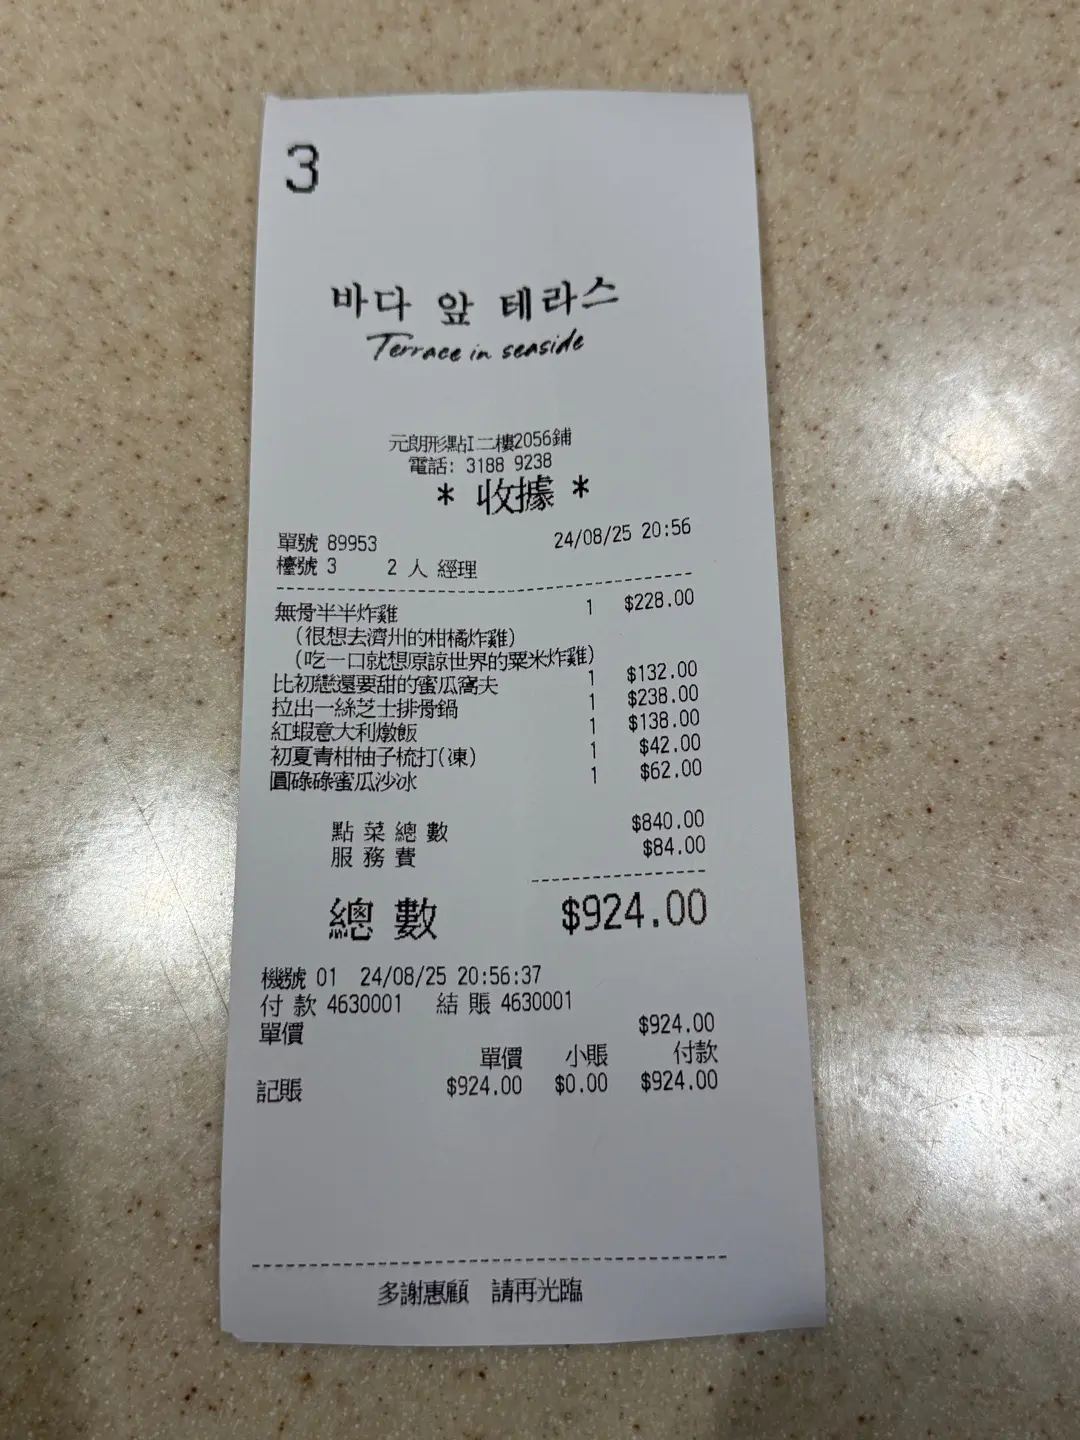 3
바다 앞 테라스
Terrace in seaside
元朗形點I二樓2056鋪
電話: 3188 9238
* 收據 *
單號 89953 24/08/25 20:56
檯號 3 2 人 經理
無骨半半炸雞 1 $228.00
(很想去濟州的柑橘炸雞)
(吃一口就想原諒世界的粟米炸雞)
比初戀還要甜的蜜瓜窩夫 1 $132.00
拉出一絲芝士排骨鍋 1 $238.00
紅蝦意大利燉飯 1 $138.00
初夏青柑柚子梳打(凍) 1 $42.00
圓碌碌蜜瓜沙冰 1 $62.00
點菜總數 $840.00
服務費 $84.00
總數 $924.00
機號 01 24/08/25 20:56:37
付款 4630001 結賬 4630001
單價 $924.00
單價 小賬 付款
記賬 $924.00 $0.00 $924.00
多謝惠顧 請再光臨